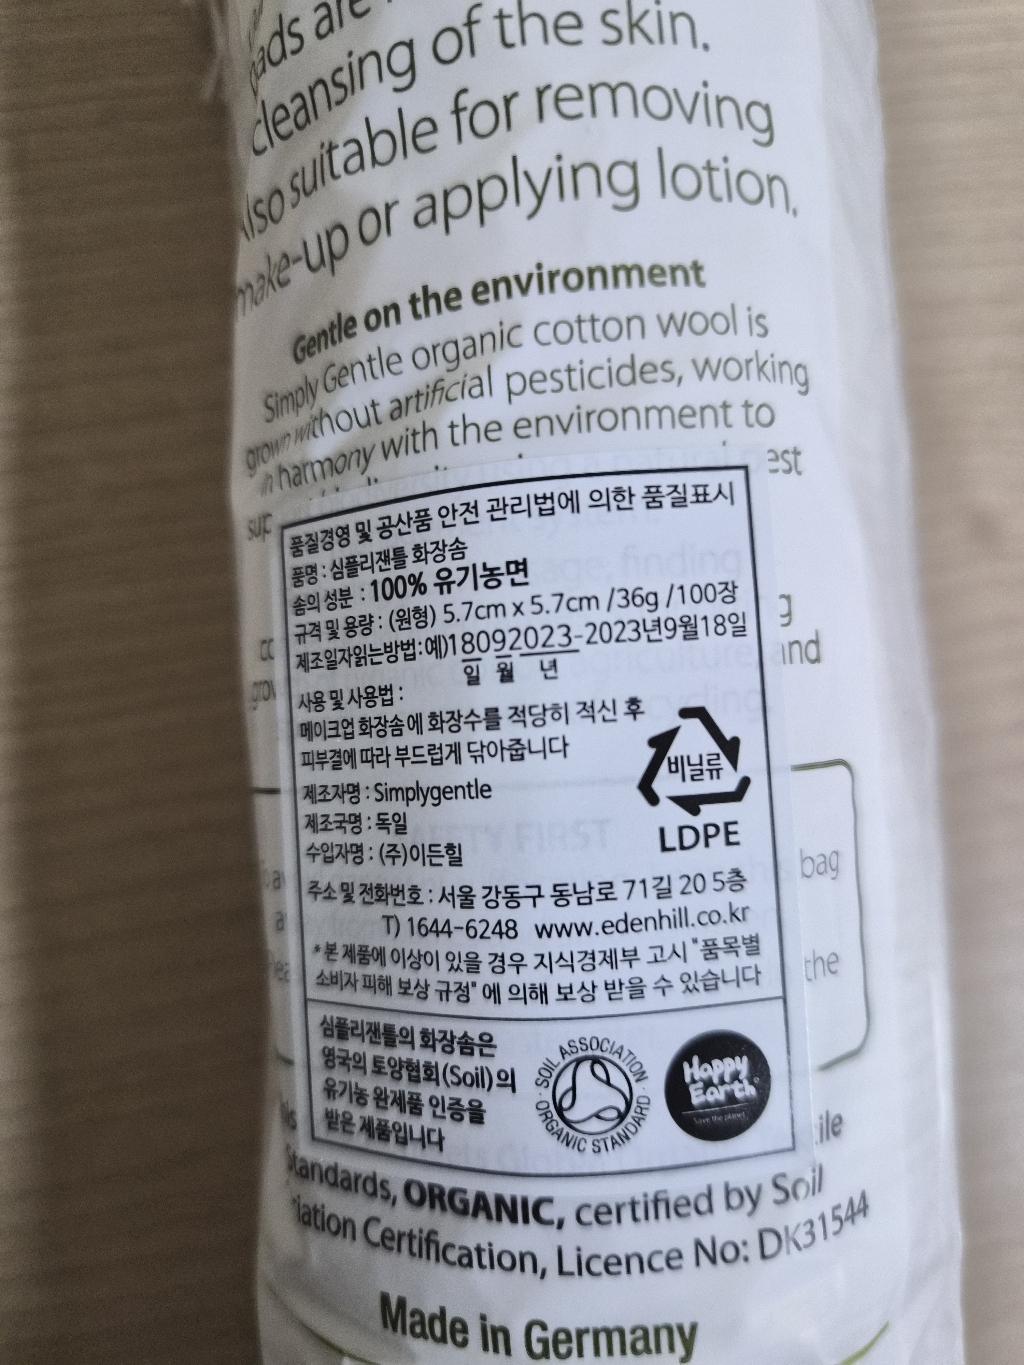 pads are
cleansing of the skin.
Also suitable for removing
make-up or applying lotion.
Gentle on the environment
Simply Gentle organic cotton wool is
grown without artificial pesticides, working
in harmony with the environment to
sup
est
품질경영 및 공산품 안전 관리법에 의한 품질표시
품명 : 심플리잰틀 화장솜
솜의 성분 : 100% 유기농면
규격 및 용량 : (원형) 5.7cm x 5.7cm /36g /100장
제조일자읽는방법:예)18092023-2023년9월18일
일 월 년
사용 및 사용법 :
메이크업 화장솜에 화장수를 적당히 적신 후
피부결에 따라 부드럽게 닦아줍니다
비닐류
LDPE
제조자명 : Simplygentle
제조국명 : 독일
수입자명 : (주)이든힐
주소 및 전화번호 : 서울 강동구 동남로 71길 20 5층
T) 1644-6248 www.edenhill.co.kr
* 본 제품에 이상이 있을 경우 지식경제부 고시 "품목별
소비자 피해 보상 규정" 에 의해 보상 받을 수 있습니다
심플리잰틀의 화장솜은
영국의 토양협회(Soil)의
유기농 완제품 인증을
받은 제품입니다
SOIL ASSOCIATION
ORGANIC STANDARD
Happy
Earth
Save the planet
g
and
SAFETY FIRST
bag
the
ile
Standards, ORGANIC, certified by Soil
iation Certification, Licence No: DK31544
Made in Germany